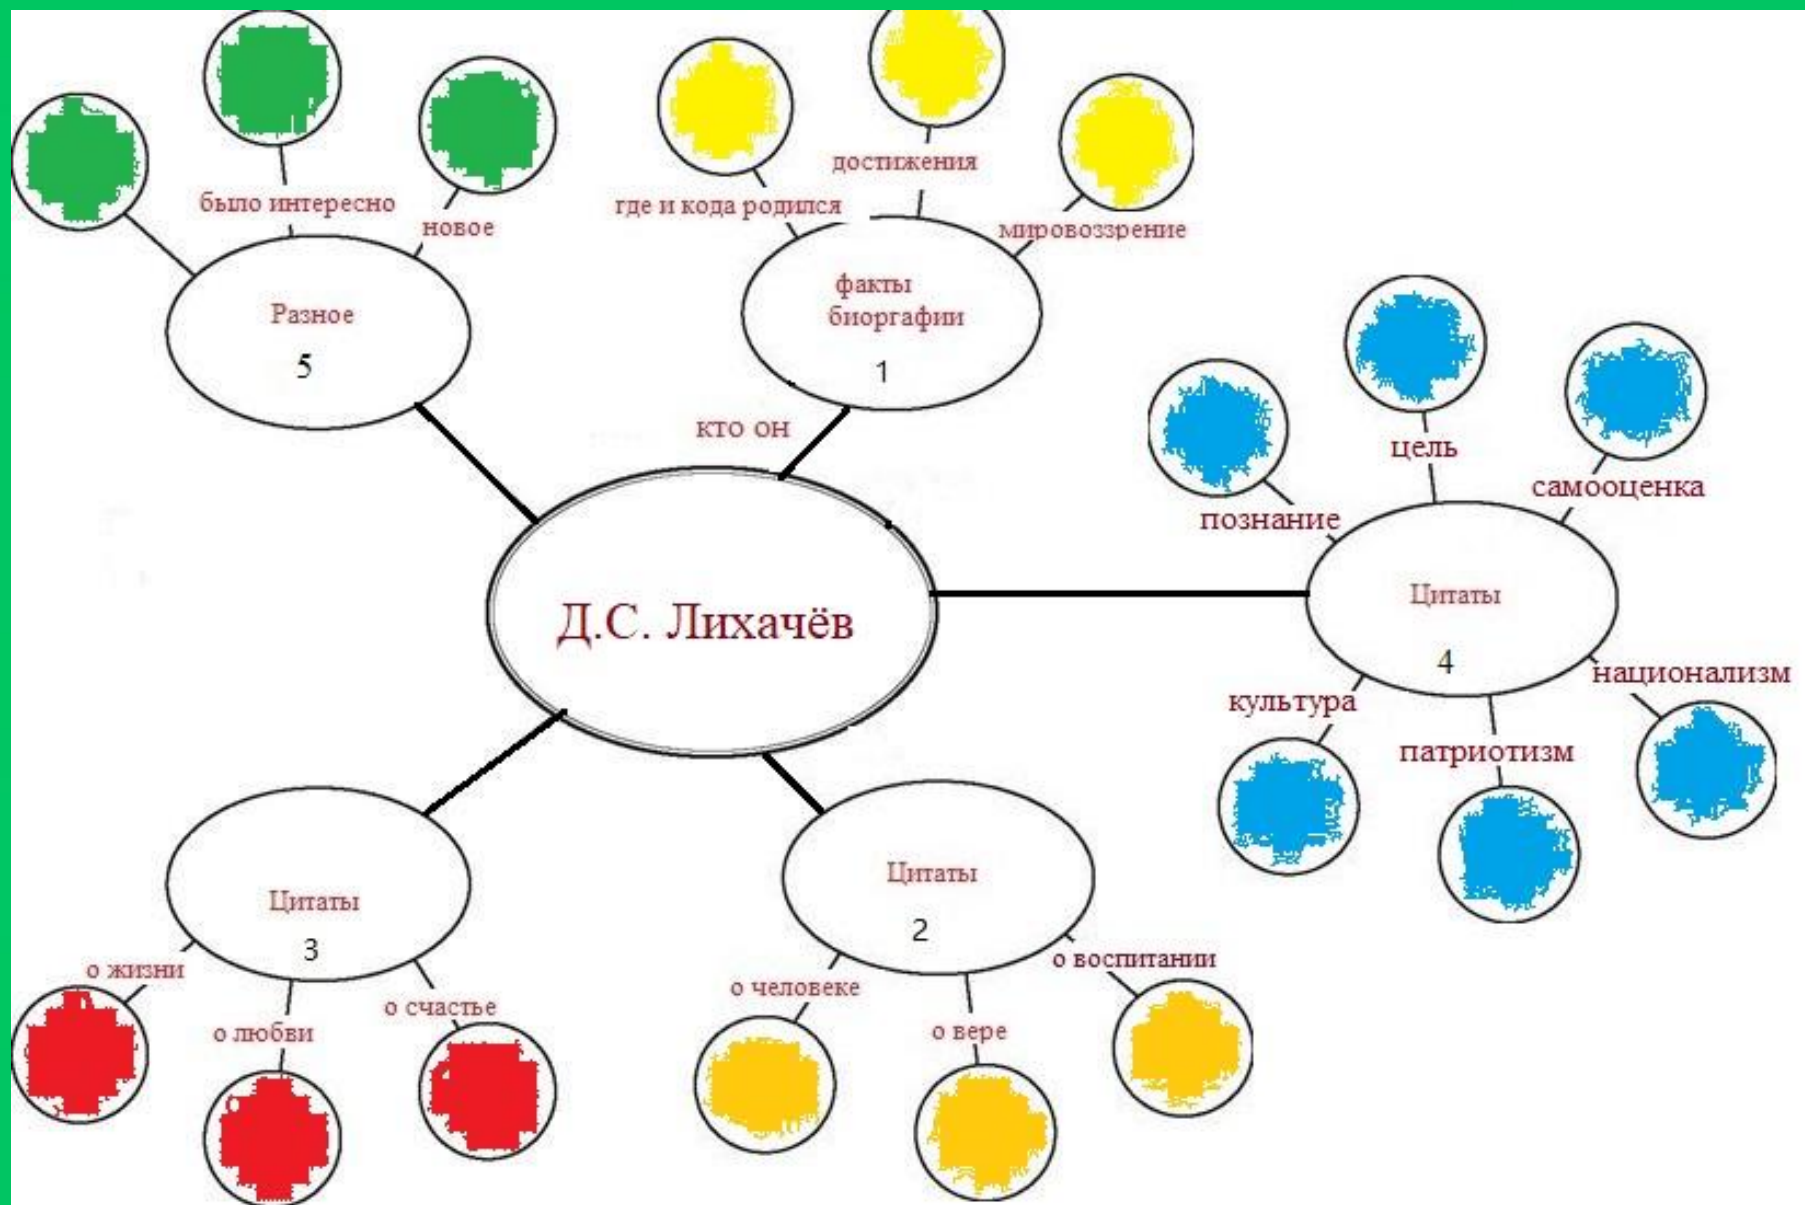 было интересно
новое
Разное
5
достижения
где и кода родился
мировоззрение
факты
биоргафии
1
кто он
цель
самооценка
познание
Цитаты
4
национализм
культура
патриотизм
Д.С. Лихачёв
Цитаты
3
о жизни
о любви
о счастье
Цитаты
2
о человеке
о вере
о воспитании